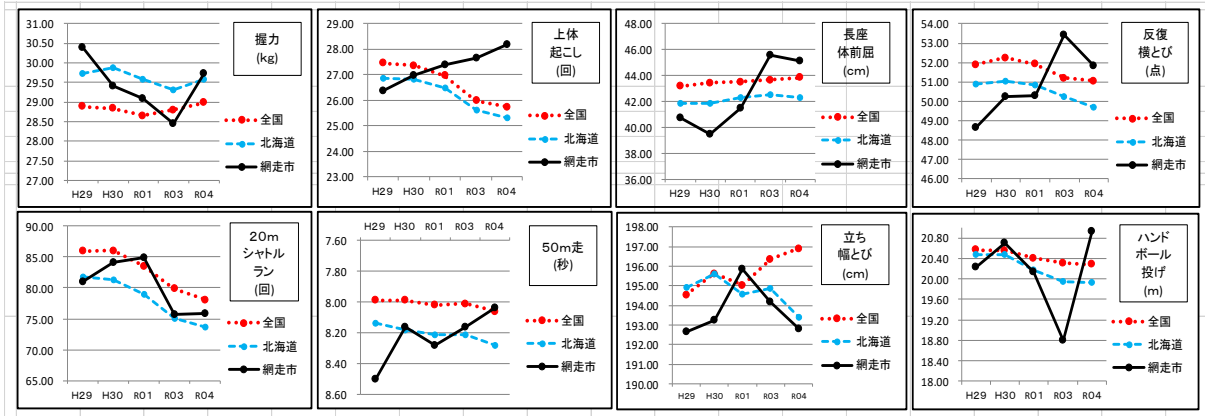 握力
(kg)
31.00
30.50
30.00
29.50
29.00
28.50
28.00
27.50
27.00
H29 H30 R01 R03 R04
全国
北海道
網走市
上体
起こし
(回)
29.00
28.00
27.00
26.00
25.00
24.00
23.00
H29 H30 R01 R03 R04
全国
北海道
網走市
長座
体前屈
(cm)
48.00
46.00
44.00
42.00
40.00
38.00
36.00
H29 H30 R01 R03 R04
全国
北海道
網走市
反復
横とび
(点)
54.00
53.00
52.00
51.00
50.00
49.00
48.00
47.00
46.00
H29 H30 R01 R03 R04
全国
北海道
網走市
20m
シャトル
ラン
(回)
90.00
85.00
80.00
75.00
70.00
65.00
H29 H30 R01 R03 R04
全国
北海道
網走市
H29 H30 R01 R03 R04
50m走
(秒)
7.60
7.80
8.00
8.20
8.40
8.60
全国
北海道
網走市
立ち
幅とび
(cm)
198.00
197.00
196.00
195.00
194.00
193.00
192.00
191.00
190.00
H29 H30 R01 R03 R04
全国
北海道
網走市
ハンド
ボール
投げ
(m)
20.80
20.40
20.00
19.60
19.20
18.80
18.40
18.00
H29 H30 R01 R03 R04
全国
北海道
網走市